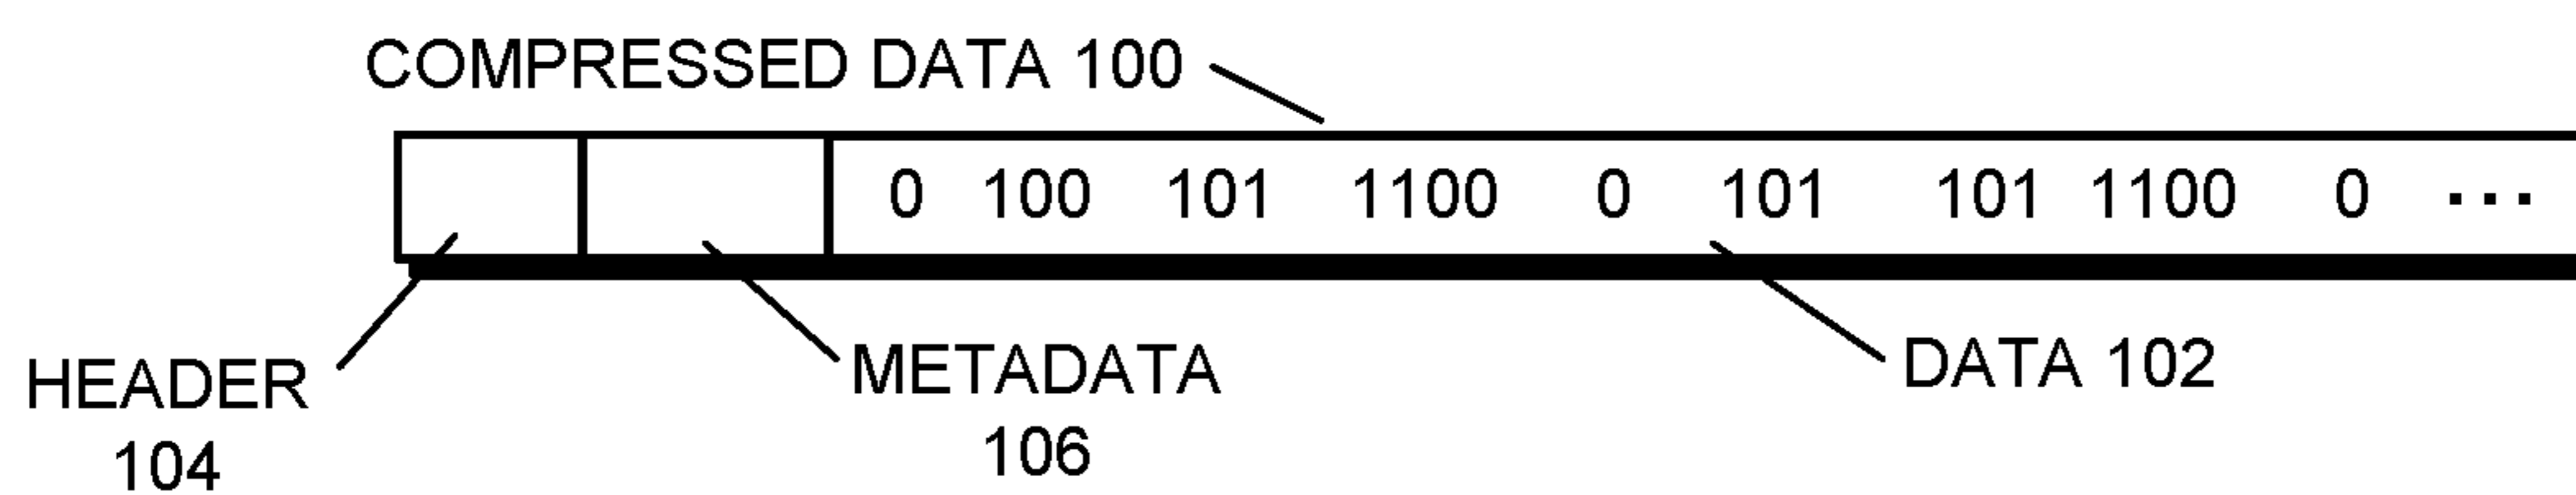 COMPRESSED DATA 100
0 100 101 1100 0 101 101 1100 0 ...
HEADER
104
METADATA
106
DATA 102